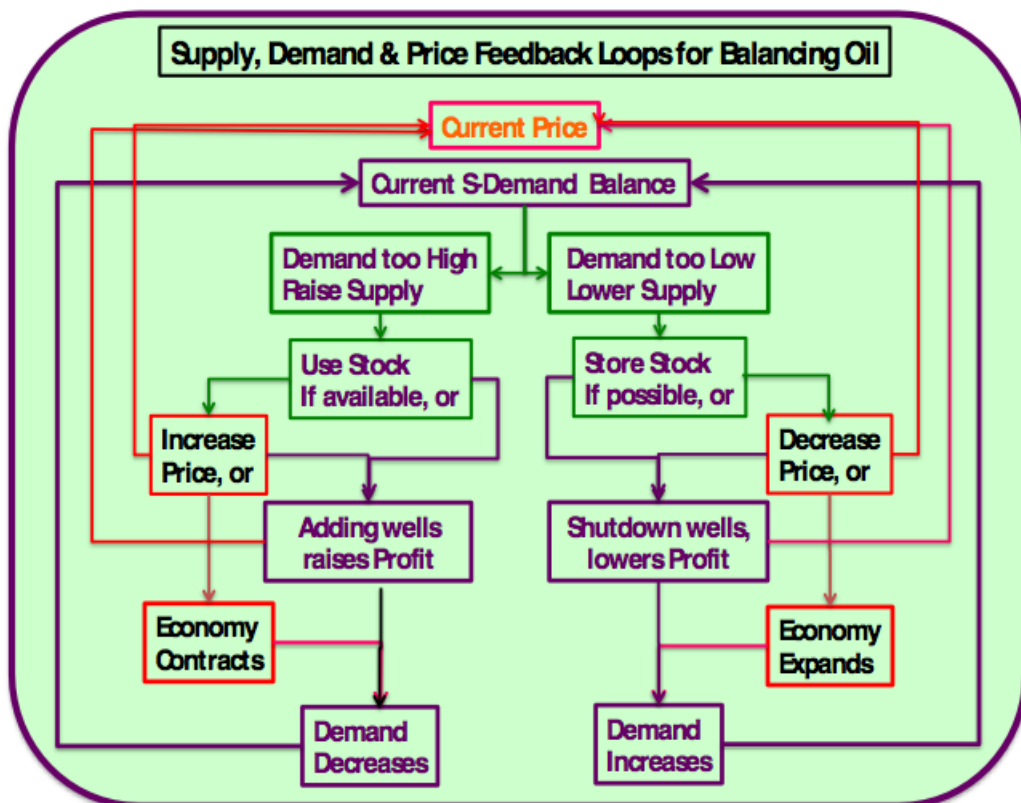 Supply, Demand & Price Feedback Loops for Balancing Oil
Current Price
Current S-Demand Balance
Demand too High
Raise Supply
Demand too Low
Lower Supply
Use Stock
If available, or
Store Stock
If possible, or
Increase
Price, or
Decrease
Price, or
Adding wells
raises Profit
Shutdown wells,
lowers Profit
Economy
Contracts
Economy
Expands
Demand
Decreases
Demand
Increases